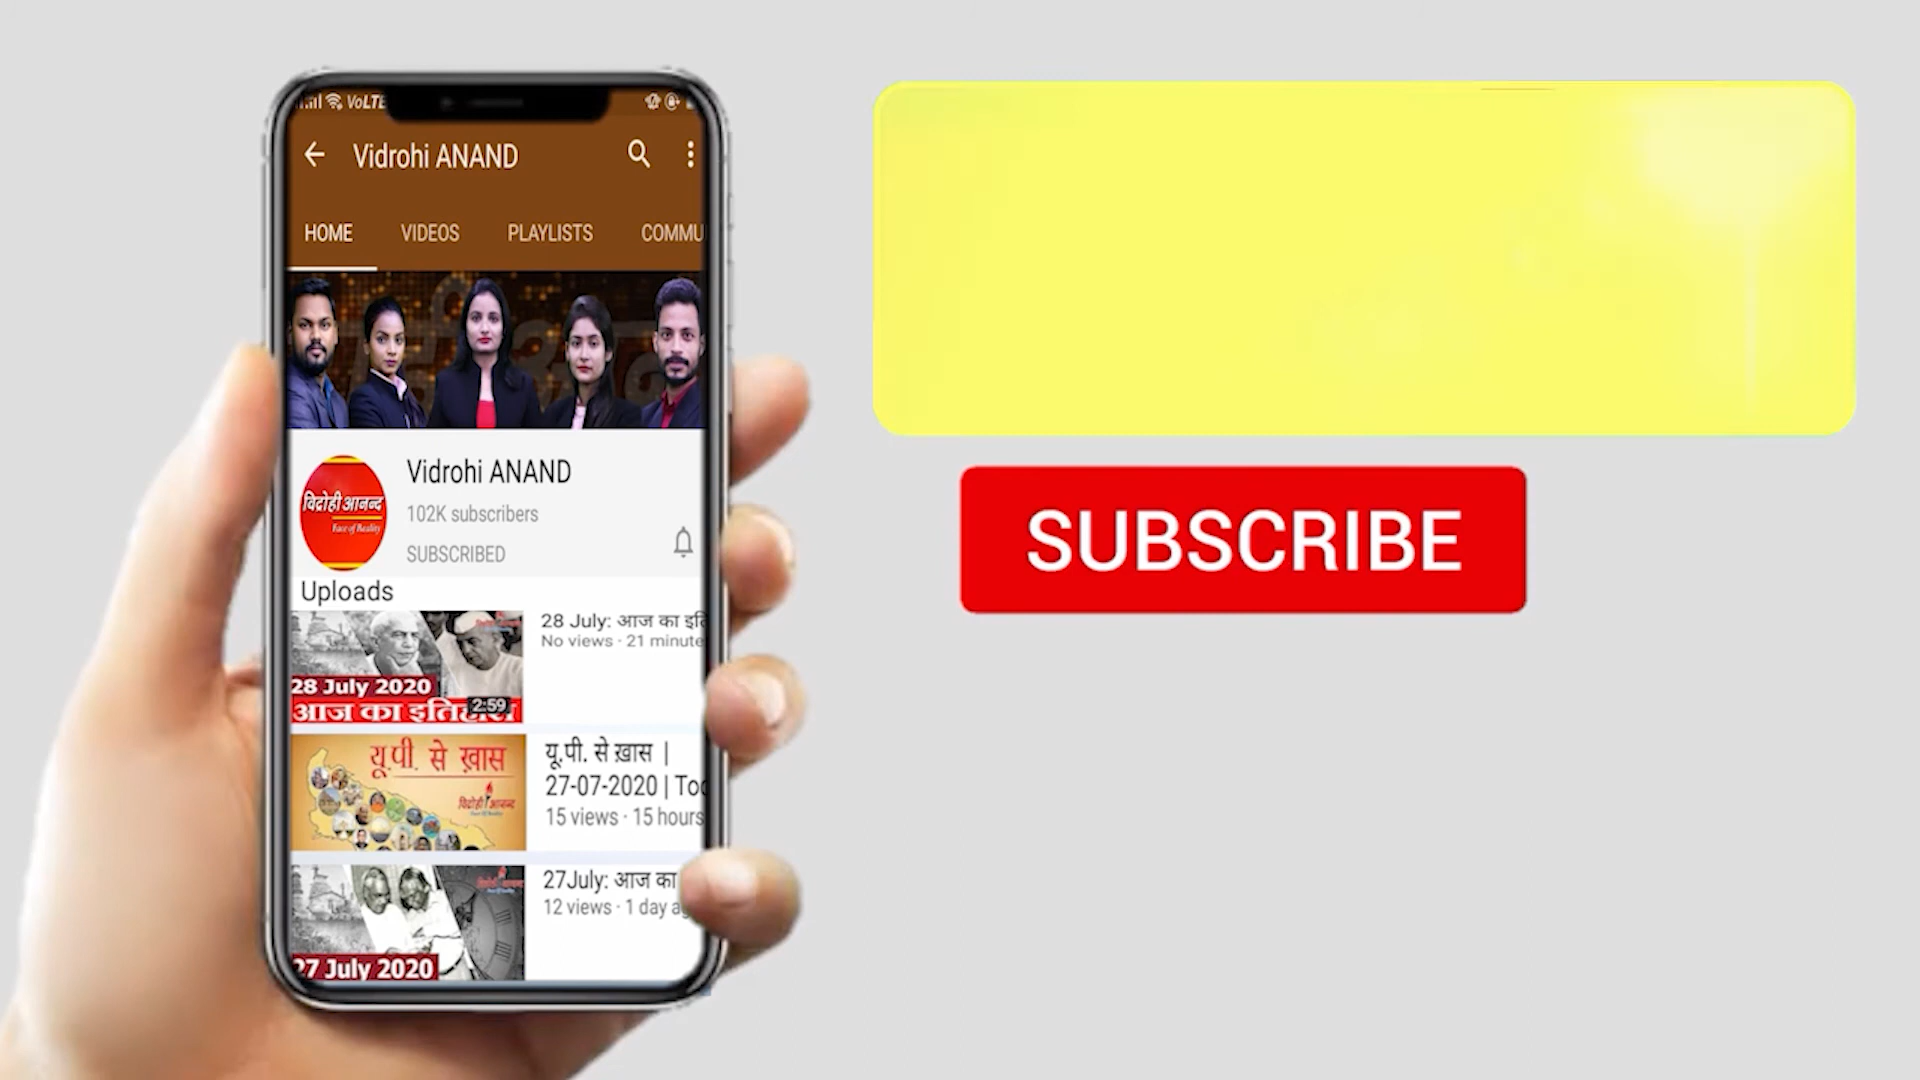 VoLTE
Vidrohi ANAND
HOME VIDEOS PLAYLISTS COMMU
Vidrohi ANAND
102K subscribers
SUBSCRIBED
विद्रोही आनन्द
Face of Reality
Uploads
28 July: आज का इति
No views · 21 minute
28 July 2020
2:59
आज का इतिहास
यू.पी. से ख़ास
विद्रोही आनन्द
यू.पी. से ख़ास |
27-07-2020 | Too
15 views · 15 hours
27July: आज का
12 views · 1 day ag
27 July 2020
SUBSCRIBE